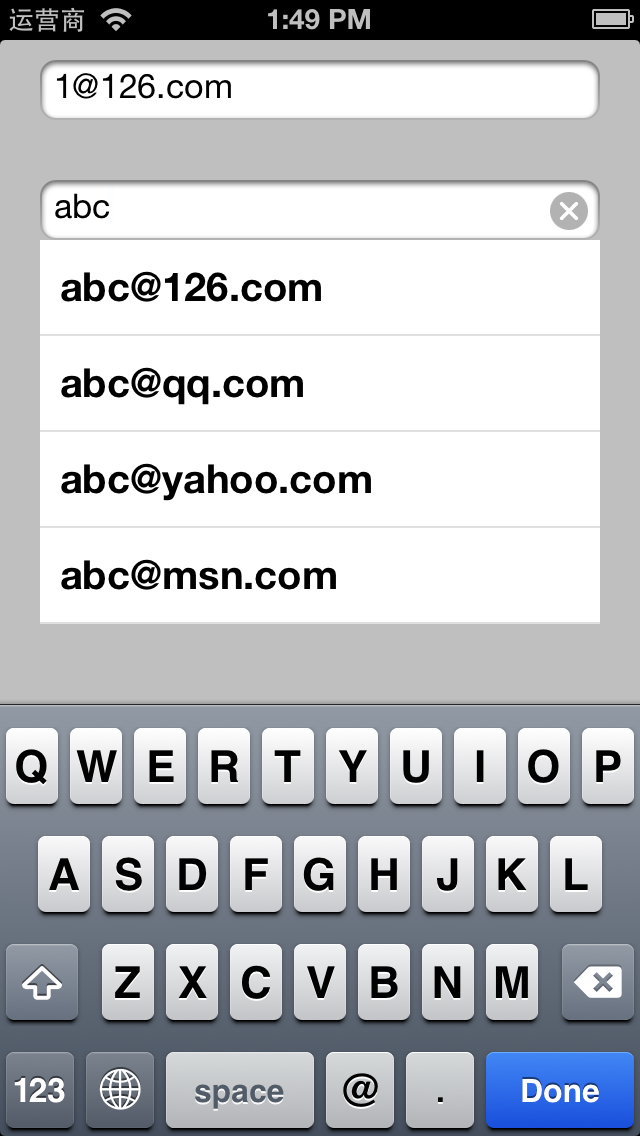 运营商 1:49 PM
1@126.com
abc
abc@126.com
abc@qq.com
abc@yahoo.com
abc@msn.com
Q W E R T Y U I O P
A S D F G H J K L
Z X C V B N M
123 space @ . Done